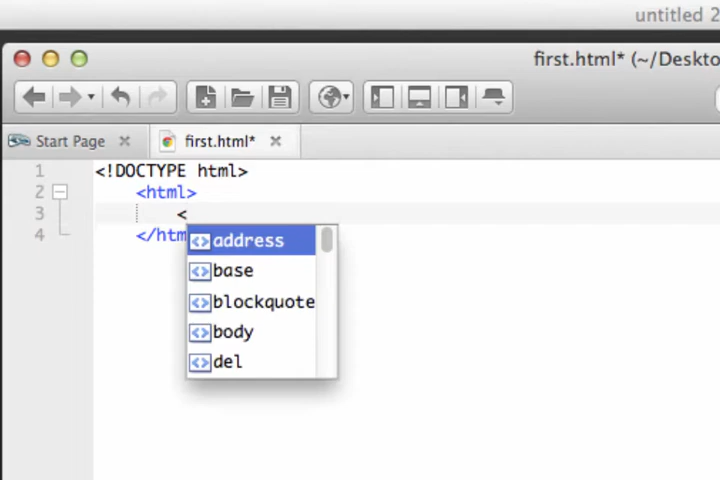 untitled 2
first.html* (~/Deskto
Start Page
first.html*
1 <!DOCTYPE html>
2 <html>
3 <
4 </htm
address
base
blockquote
body
del